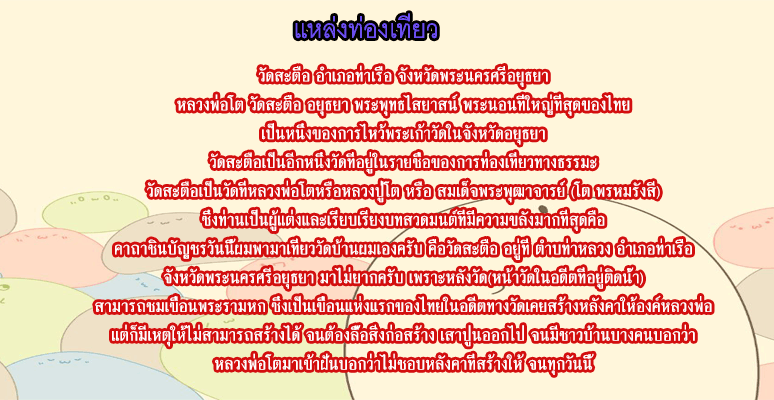 แหล่งท่องเที่ยว
วัดสะตือ อำเภอท่าเรือ จังหวัดพระนครศรีอยุธยา
หลวงพ่อโต วัดสะตือ อยุธยา พระพุทธไสยาสน์ พระนอนที่ใหญ่ที่สุดของไทย
เป็นหนึ่งของการไหว้พระเก้าวัดในจังหวัดอยุธยา
วัดสะตือเป็นอีกหนึ่งวัดที่อยู่ในรายชื่อของการท่องเที่ยวทางธรรมะ
วัดสะตือเป็นวัดที่หลวงพ่อโตหรือหลวงปู่โต หรือ สมเด็จพระพุฒาจารย์ (โต พรหมรังสี)
ซึ่งท่านเป็นผู้แต่งและเรียบเรียงบทสวดมนต์ที่มีความขลังมากที่สุดคือ
คาถาชินบัญชรวันนี้ผมพามาเที่ยววัดบ้านผมเองครับ คือวัดสะตือ อยู่ที่ ตำบท่าหลวง อำเภอท่าเรือ
จังหวัดพระนครศรีอยุธยา มาไม่ยากครับ เพราะหลังวัด(หน้าวัดในอดีตที่อยู่ติดน้ำ)
สามารถชมเขื่อนพระรามหก ซึ่งเป็นเขื่อนแห่งแรกของไทยในอดีตทางวัดเคยสร้างหลังคาให้องค์หลวงพ่อ
แต่ก็มีเหตุให้ไม่สามารถสร้างได้ จนต้องลื้อสิ่งก่อสร้าง เสาปูนออกไป จนมีชาวบ้านบางคนบอกว่า
หลวงพ่อโตมาเข้าฝันบอกว่าไม่ชอบหลังคาที่สร้างให้ จนทุกวันนี้